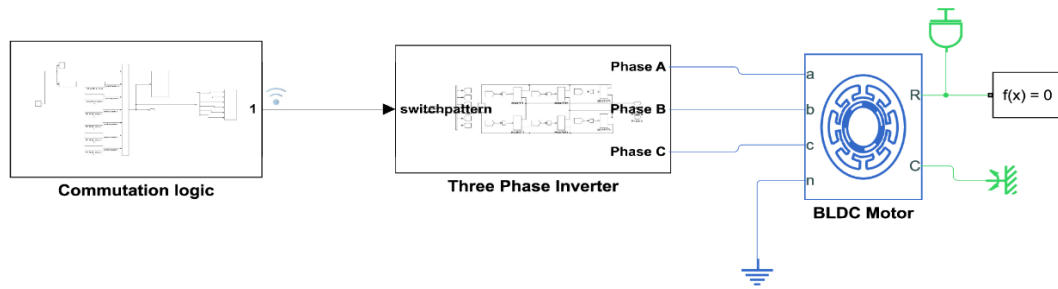 Phase A
R
a
f(x) = 0
1
switchpattern
Phase B
b
c
Phase C
C
n
Commutation logic
Three Phase Inverter
BLDC Motor